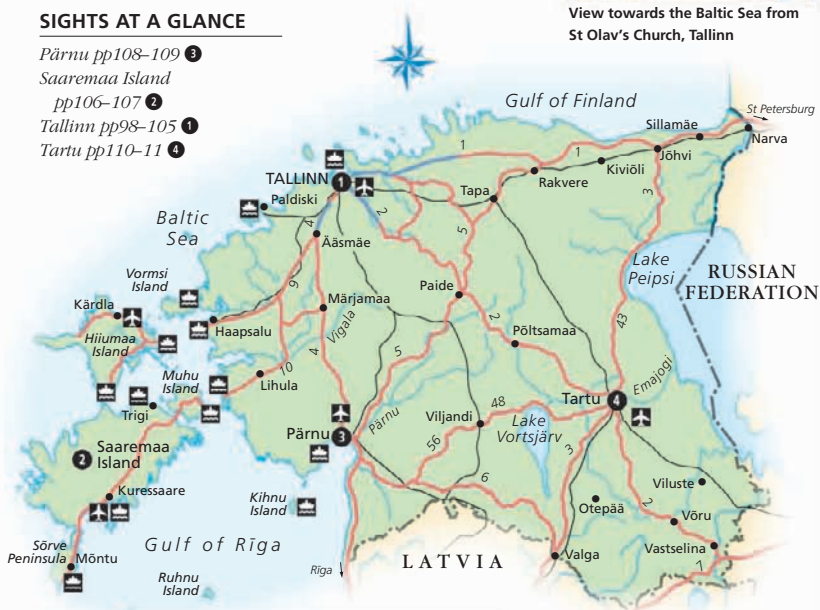 SIGHTS AT A GLANCE
Pärnu pp108–109 3
Saaremaa Island
pp106–107 2
Tallinn pp98–105 1
Tartu pp110–11 4
View towards the Baltic Sea from
St Olav's Church, Tallinn
Gulf of Finland
St Petersburg
Sillamäe
Narva
1
1
Jõhvi
Kiviõli
Rakvere
TALLINN 1
Tapa
3
Paldiski
2
Baltic
Sea
4
Ääsmäe
5
Lake
Peipsi
RUSSIAN
FEDERATION
Vormsi
Island
9
Paide
Kärdla
Märjamaa
Haapsalu
Vigala
2
43
Hiiumaa
Island
Põltsamaa
4
5
10
Muhu
Island
Lihula
Emajogi
Trigi
Tartu 4
48
Pärnu 3
Pärnu
Viljandi
Lake
Vortsjärv
2
Saaremaa
Island
56
3
Kuressaare
6
Viluste
Kihnu
Island
Otepää
2
Võru
Sõrve
Peninsula
Mõntu
Gulf of Rīga
Vastselina
Valga
LATVIA
Rīga
7
Ruhnu
Island